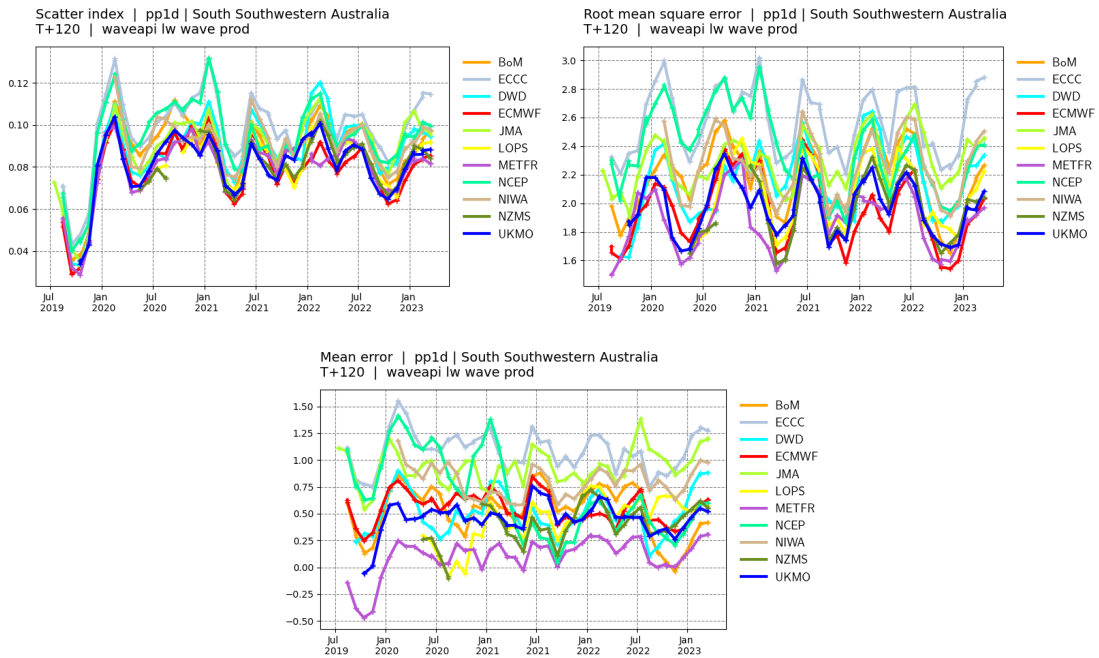 Scatter index | pp1d | South Southwestern Australia
T+120 | waveapi lw wave prod
0.12
0.10
0.08
0.06
0.04
Jul 2019
Jan 2020
Jul 2020
Jan 2021
Jul 2021
Jan 2022
Jul 2022
Jan 2023
BoM
ECCC
DWD
ECMWF
JMA
LOPS
METFR
NCEP
NIWA
NZMS
UKMO
Root mean square error | pp1d | South Southwestern Australia
T+120 | waveapi lw wave prod
3.0
2.8
2.6
2.4
2.2
2.0
1.8
1.6
Jul 2019
Jan 2020
Jul 2020
Jan 2021
Jul 2021
Jan 2022
Jul 2022
Jan 2023
BoM
ECCC
DWD
ECMWF
JMA
LOPS
METFR
NCEP
NIWA
NZMS
UKMO
Mean error | pp1d | South Southwestern Australia
T+120 | waveapi lw wave prod
1.50
1.25
1.00
0.75
0.50
0.25
0.00
−0.25
−0.50
Jul 2019
Jan 2020
Jul 2020
Jan 2021
Jul 2021
Jan 2022
Jul 2022
Jan 2023
BoM
ECCC
DWD
ECMWF
JMA
LOPS
METFR
NCEP
NIWA
NZMS
UKMO